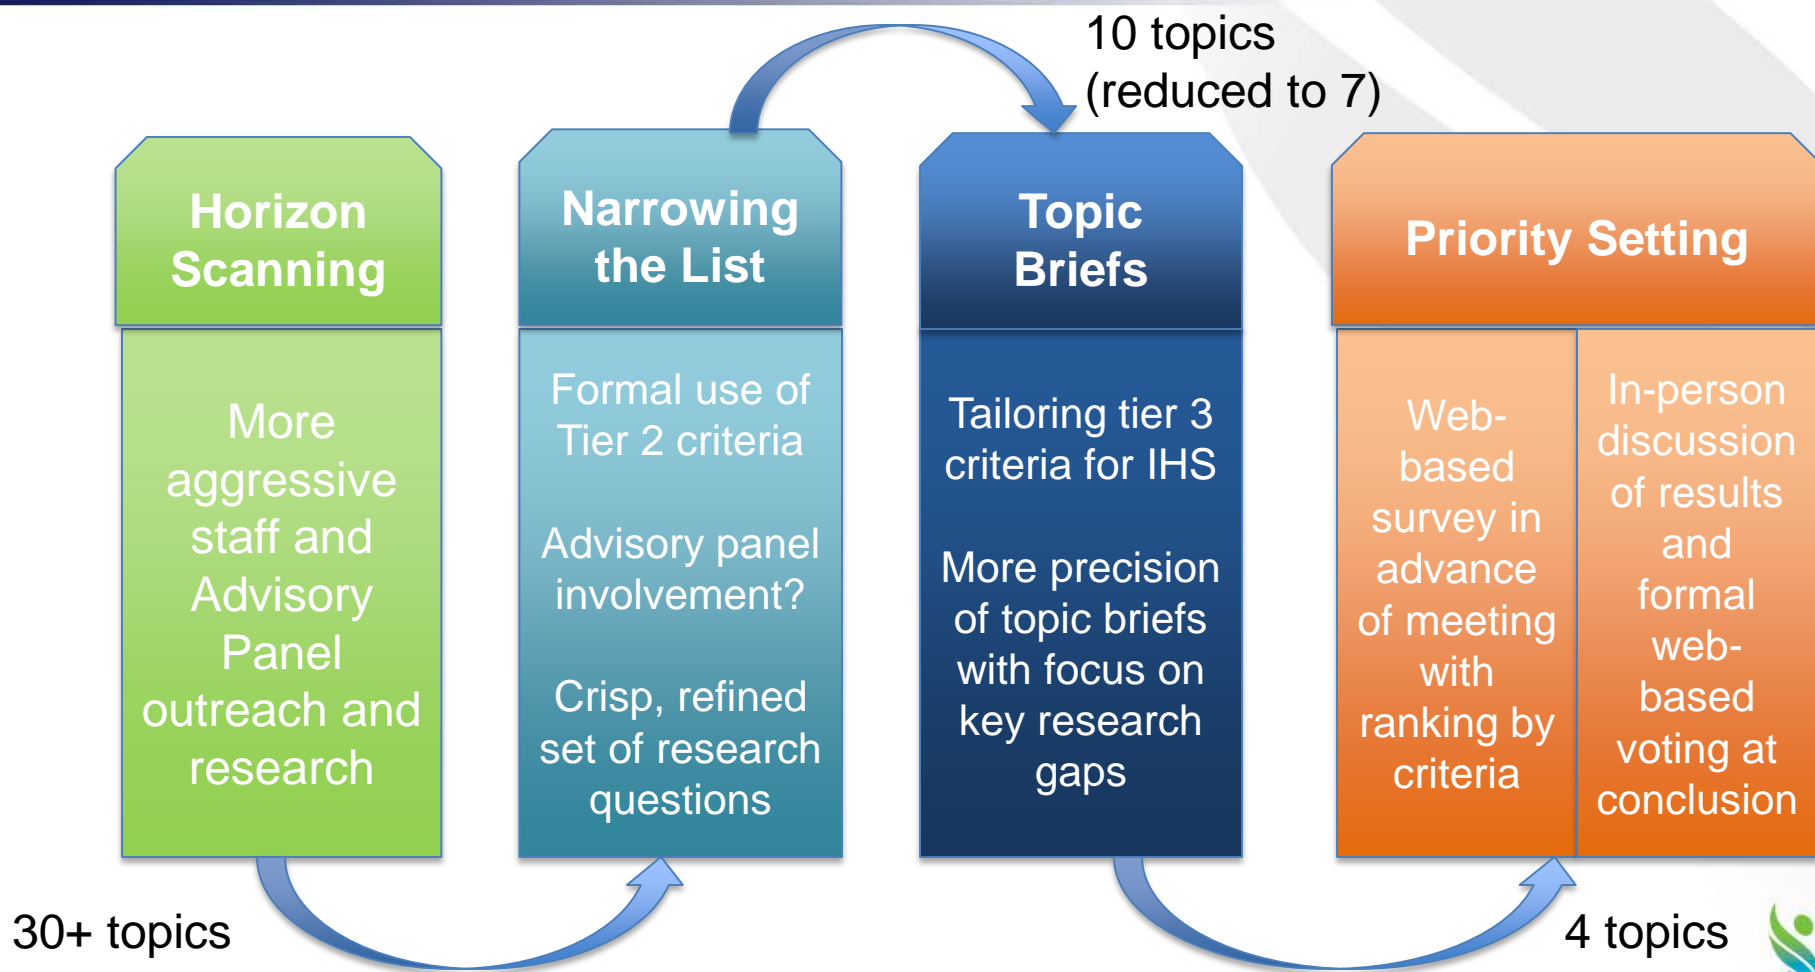 10 topics
(reduced to 7)
Horizon
Scanning
More
aggressive
staff and
Advisory
Panel
outreach and
research
30+ topics
Narrowing
the List
Formal use of
Tier 2 criteria
Advisory panel
involvement?
Crisp, refined
set of research
questions
Topic
Briefs
Tailoring tier 3
criteria for IHS
More precision
of topic briefs
with focus on
key research
gaps
Priority Setting
Web-
based
survey in
advance
of meeting
with
ranking by
criteria
In-person
discussion
of results
and
formal
web-
based
voting at
conclusion
4 topics